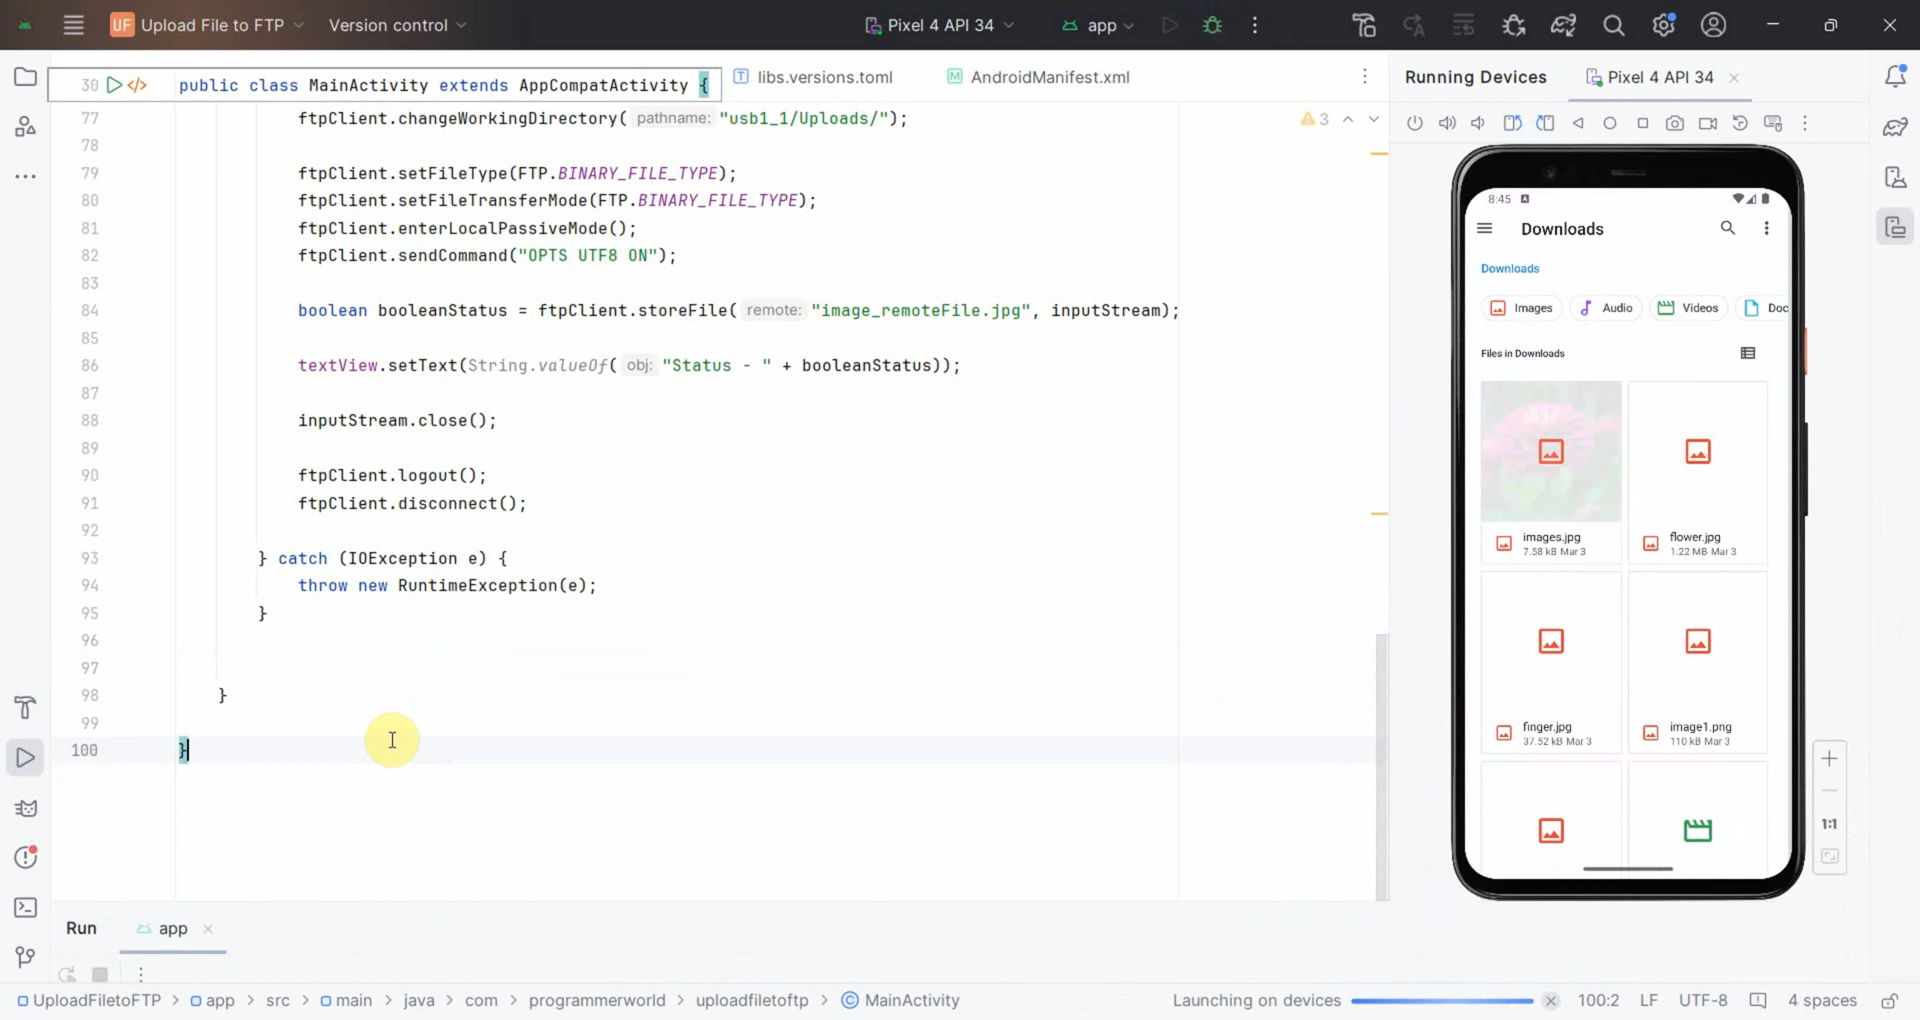 UF Upload File to FTP Version control Pixel 4 API 34 app
30 public class MainActivity extends AppCompatActivity {
libs.versions.toml AndroidManifest.xml
77 ftpClient.changeWorkingDirectory( pathname: "usb1_1/Uploads/");
3
78
79 ftpClient.setFileType(FTP.BINARY_FILE_TYPE);
80 ftpClient.setFileTransferMode(FTP.BINARY_FILE_TYPE);
81 ftpClient.enterLocalPassiveMode();
82 ftpClient.sendCommand("OPTS UTF8 ON");
83
84 boolean booleanStatus = ftpClient.storeFile( remote: "image_remoteFile.jpg", inputStream);
85
86 textView.setText(String.valueOf( obj: "Status - " + booleanStatus));
87
88 inputStream.close();
89
90 ftpClient.logout();
91 ftpClient.disconnect();
92
93 } catch (IOException e) {
94 throw new RuntimeException(e);
95 }
96
97
98 }
99
100 }
Running Devices Pixel 4 API 34
8:45
Downloads
Downloads
Images Audio Videos Doc
Files in Downloads
images.jpg
7.58 kB Mar 3
flower.jpg
1.22 MB Mar 3
finger.jpg
37.52 kB Mar 3
image1.png
110 kB Mar 3
1:1
Run app
UploadFiletoFTP > app > src > main > java > com > programmerworld > uploadfiletoftp > MainActivity
Launching on devices 100:2 LF UTF-8 4 spaces